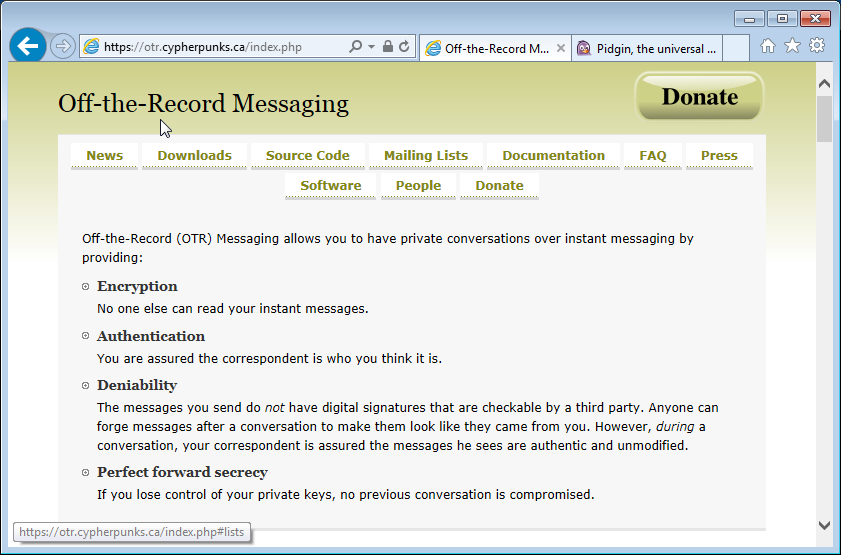 https://otr.cypherpunks.ca/index.php
Off-the-Record M...
Pidgin, the universal ...
Off-the-Record Messaging
Donate
News Downloads Source Code Mailing Lists Documentation FAQ Press
Software People Donate
Off-the-Record (OTR) Messaging allows you to have private conversations over instant messaging by
providing:
Encryption
No one else can read your instant messages.
Authentication
You are assured the correspondent is who you think it is.
Deniability
The messages you send do not have digital signatures that are checkable by a third party. Anyone can
forge messages after a conversation to make them look like they came from you. However, during a
conversation, your correspondent is assured the messages he sees are authentic and unmodified.
Perfect forward secrecy
If you lose control of your private keys, no previous conversation is compromised.
https://otr.cypherpunks.ca/index.php#lists